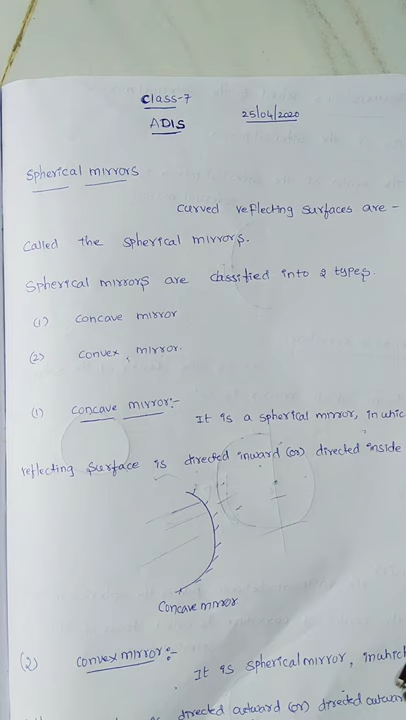 Class-7
25/04/2020
ADIS
Spherical mirrors
Curved reflecting surfaces are -
Called the Spherical mirrors.
Spherical mirrors are classified into 2 types.
(1) Concave mirror
(2) Convex mirror.
(1) Concave mirror:-
It is a spherical mirror, in whic
reflecting surface is directed inward (or) directed inside
Concave mirror
(2) Convex mirror:-
It is spherical mirror, in which
directed outward (or) directed outwar